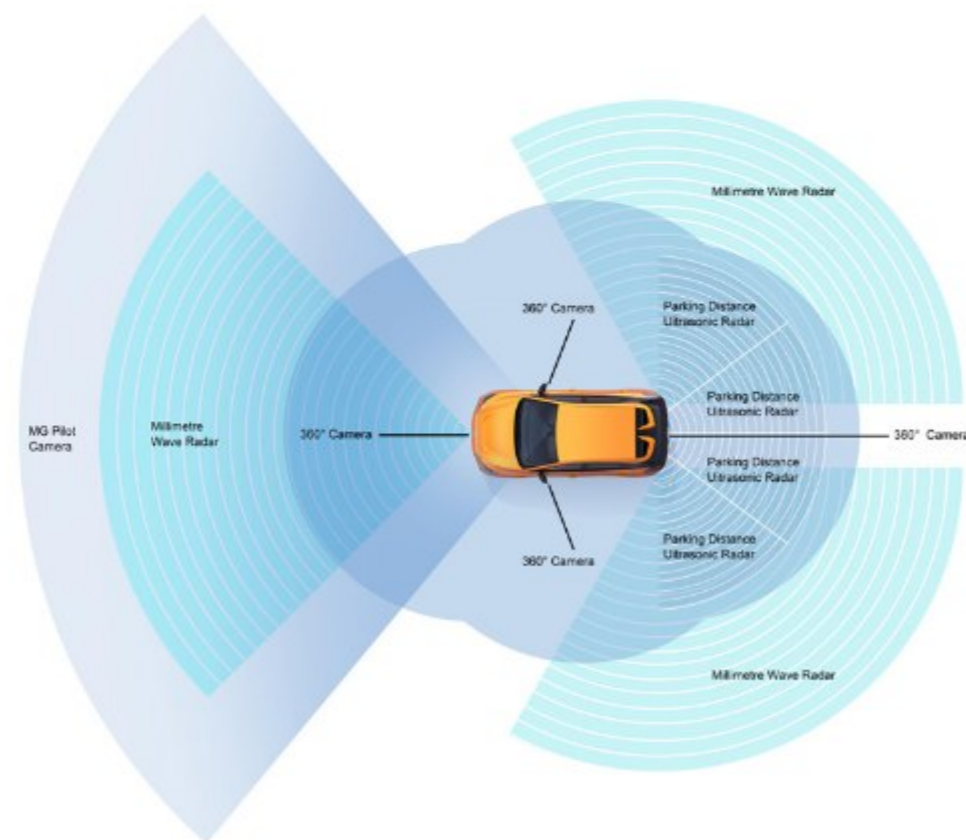 Millimetre Wave Radar
360° Camera
Parking Distance
Ultrasonic Radar
MG Pilot
Camera
Millimetre
Wave Radar
360° Camera
Parking Distance
Ultrasonic Radar
360° Camera
Parking Distance
Ultrasonic Radar
360° Camera
Parking Distance
Ultrasonic Radar
Millimetre Wave Radar